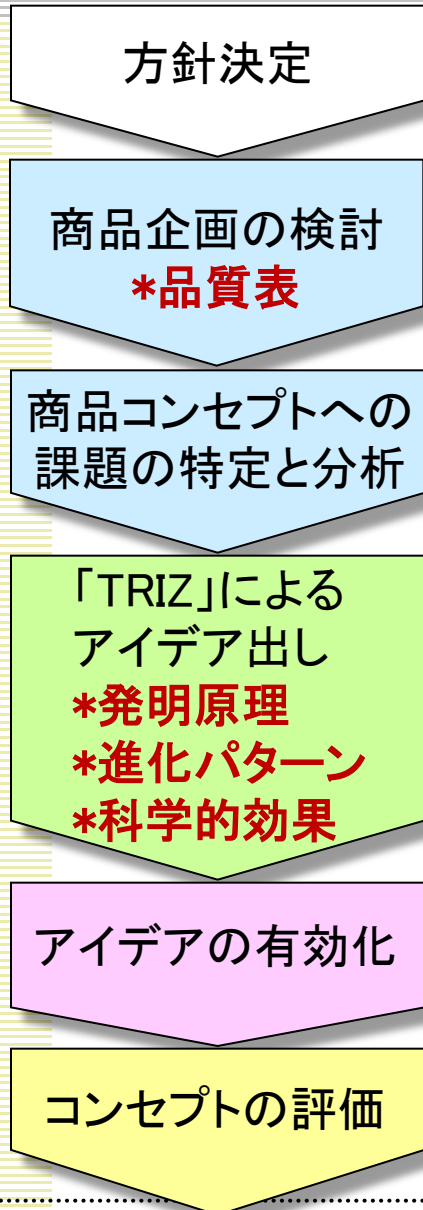 方針決定
商品企画の検討
*品質表
商品コンセプトへの
課題の特定と分析
「TRIZ」による
アイデア出し
*発明原理
*進化パターン
*科学的効果
アイデアの有効化
コンセプトの評価